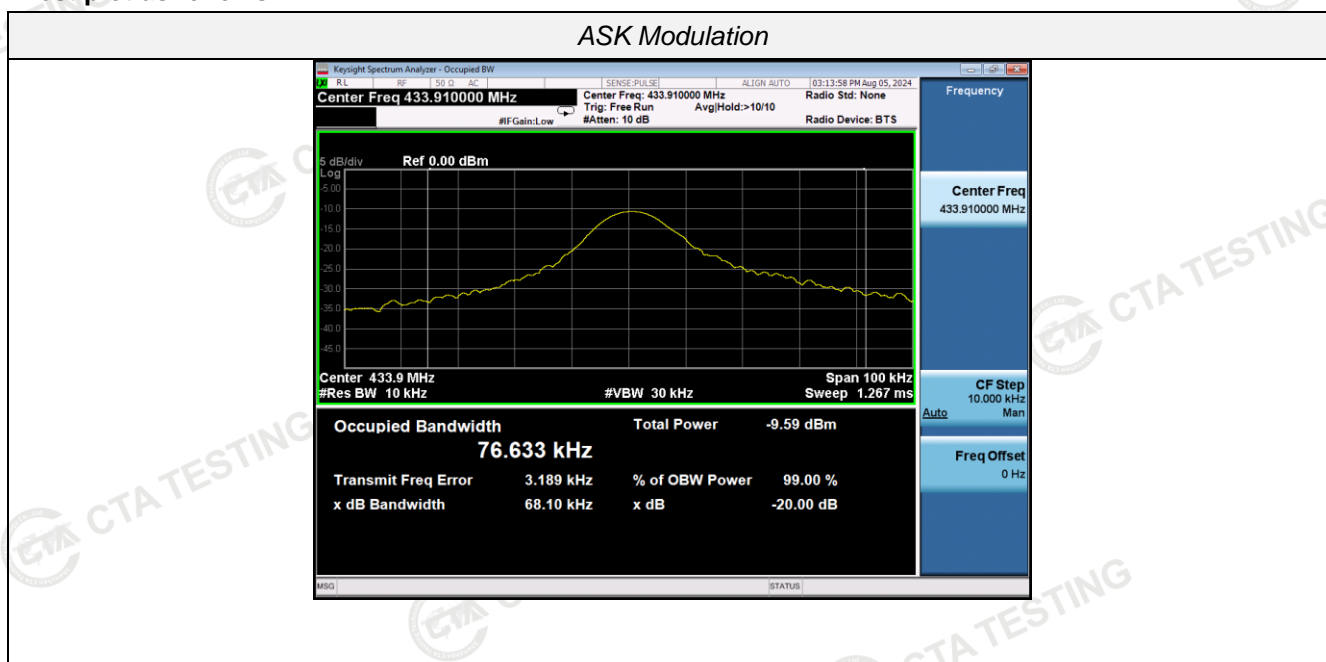 ASK Modulation
Keysight Spectrum Analyzer - Occupied BW
RL RF 50 Ω AC SENSE:PULSE ALIGN AUTO 03:13:58 PM Aug 05, 2024
Center Freq 433.910000 MHz
Center Freq: 433.910000 MHz
Radio Std: None
Trig: Free Run Avg|Hold:>10/10
#IFGain:Low
#Atten: 10 dB
Radio Device: BTS
5 dB/div Ref 0.00 dBm
Log
-5.00
-10.0
-15.0
-20.0
-25.0
-30.0
-35.0
-40.0
-45.0
Center 433.9 MHz Span 100 kHz
#Res BW 10 kHz #VBW 30 kHz Sweep 1.267 ms
Occupied Bandwidth Total Power -9.59 dBm
76.633 kHz
Transmit Freq Error 3.189 kHz % of OBW Power 99.00 %
x dB Bandwidth 68.10 kHz x dB -20.00 dB
MSG STATUS
Frequency
Center Freq
433.910000 MHz
CF Step
10.000 kHz
Auto Man
Freq Offset
0 Hz
CTA TESTING
CTA TESTING
CTA TESTING
CTA